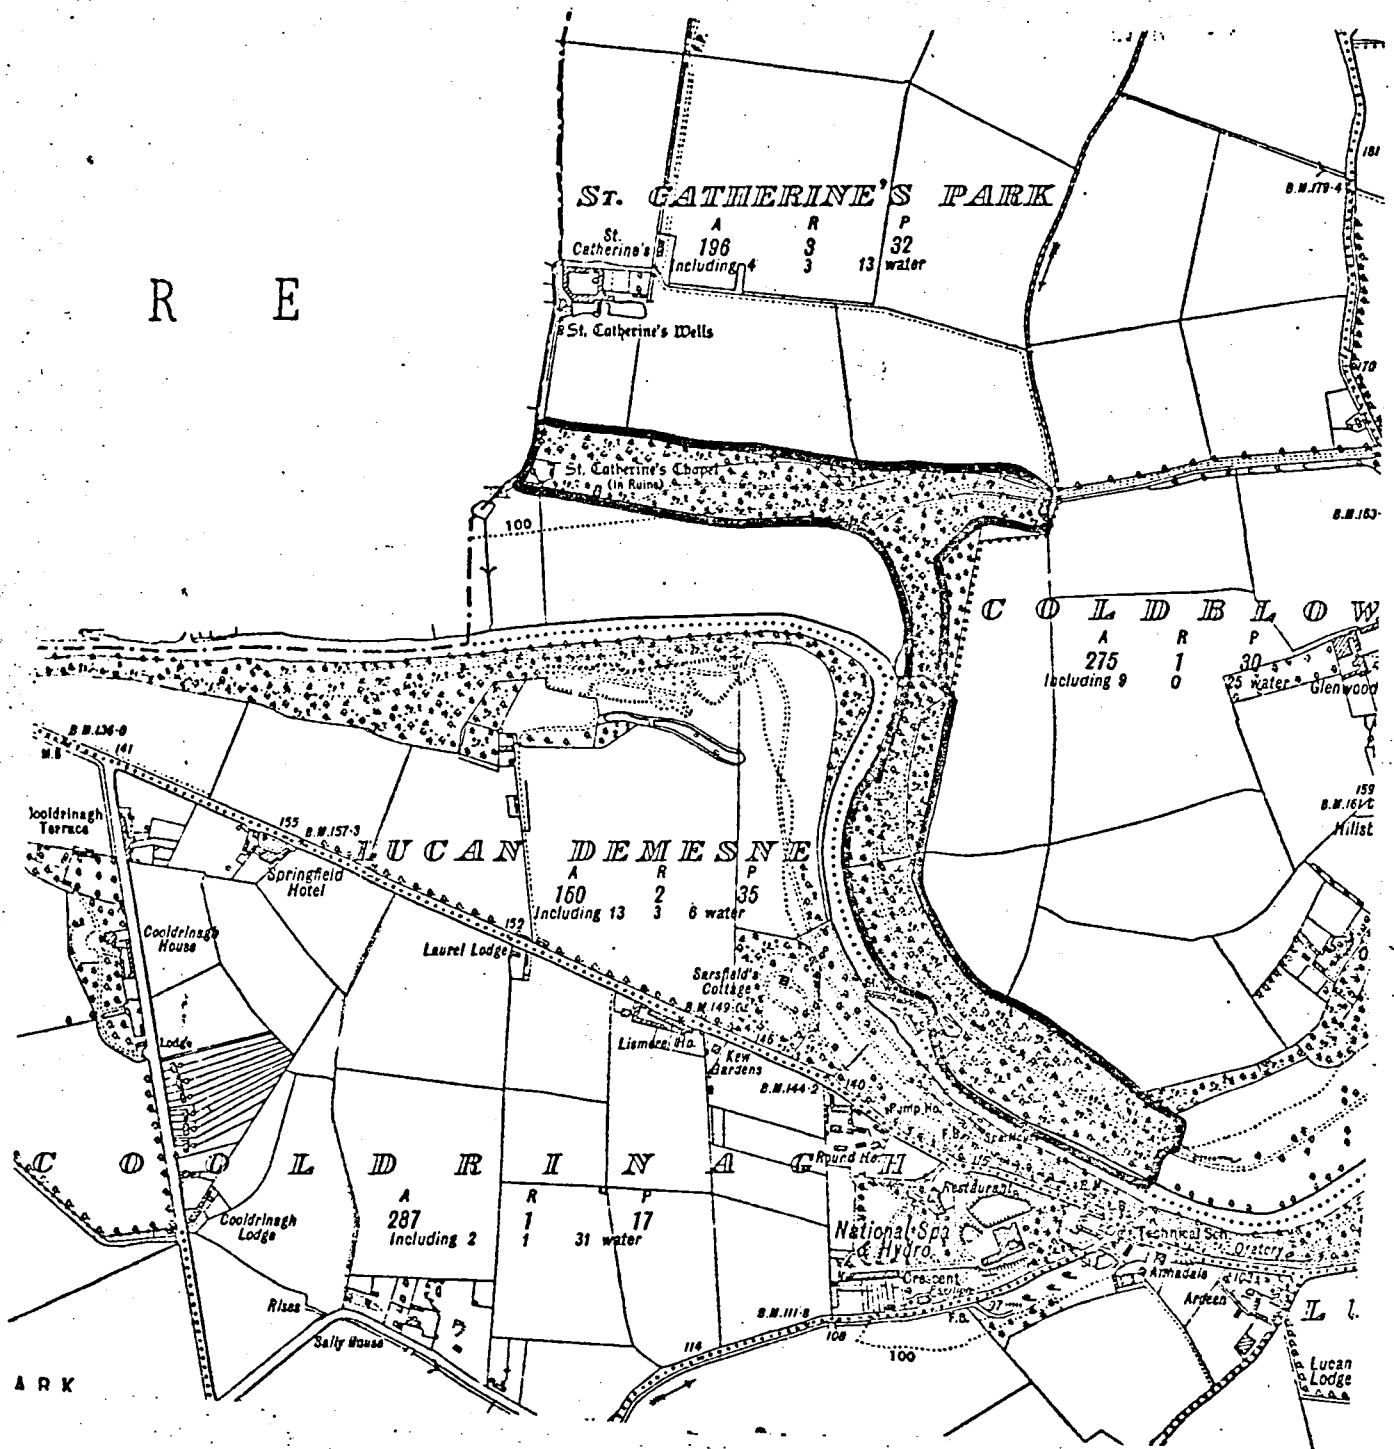 181
B.M.179·4
ST. CATHERINE'S PARK
A R P
196 3 32
Including 4 3 13 water
St.
Catherine's
R E
St. Catherine's Wells
170
St. Catherine's Chapel
(in Ruins)
100
B.M.163·
COLDBLOW
A R P
275 1 30
Including 9 0 25 water
Glenwood
B.M.136·0
141
M.S
159
Cooldrinagh
Terrace
155
B.M.157·3
Springfield
Hotel
LUCAN DEMESNE
A R P
160 2 35
Including 13 3 6 water
Cooldrinagh
House
152
Laurel Lodge
Sarsfield's
Cottage
B.M.149·0
146
Lodge
Lismore Ho.
Kew
Gardens
B.M.144·2
140
Pump Ho.
F.B.
Round Ho.
115
COOLDRINAGH
A R P
287 1 17
Including 2 1 31 water
Restaurant
Cooldrinagh
Lodge
National Spa
& Hydro
Technical Sch.
Oratory
Crescent
Pavilion
Annadale
Ardeen
103
Rises
Sally House
B.M.111·8
108
97
F.B.
114
100
L
Lucan
Lodge
ARK